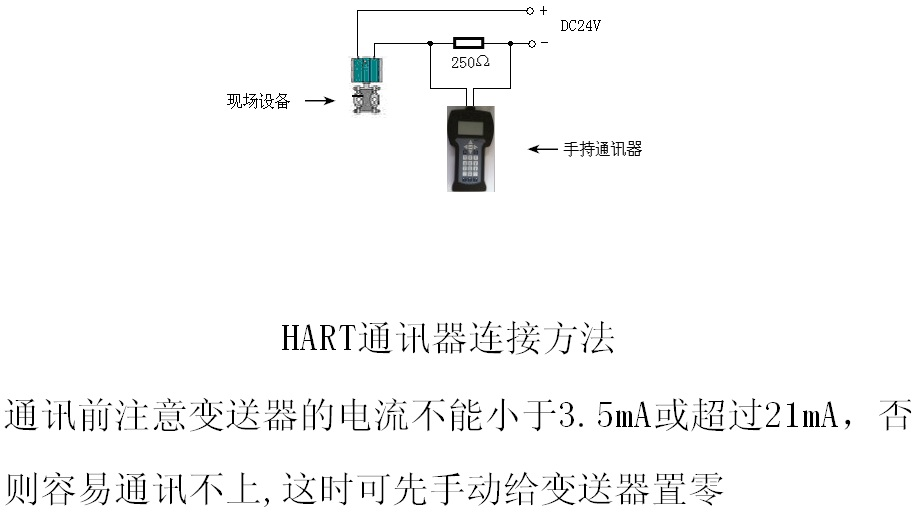 +
DC24V
-
250Ω
现场设备
手持通讯器
HART通讯器连接方法
通讯前注意变送器的电流不能小于3.5mA或超过21mA，否
则容易通讯不上,这时可先手动给变送器置零